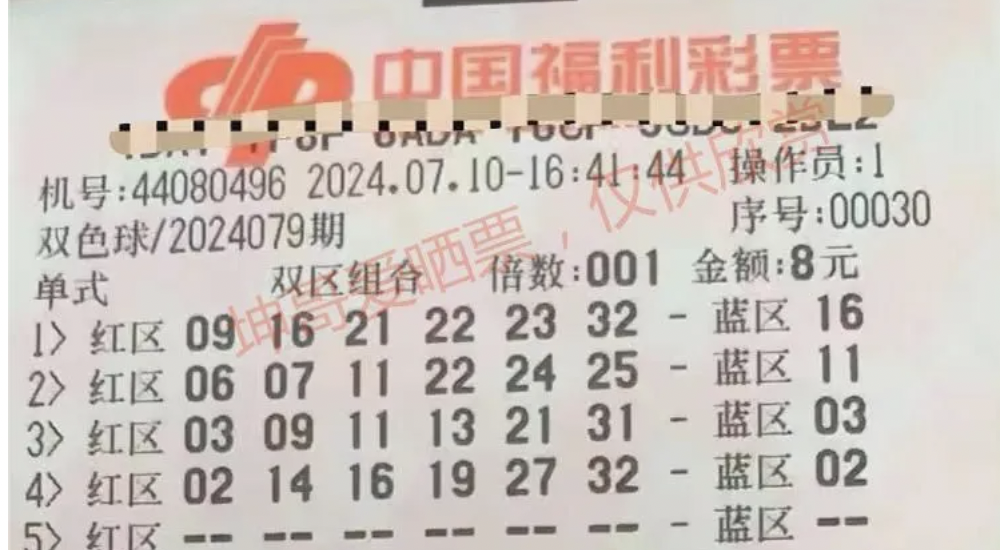 中国福利彩票
机号:44080496 2024.07.10-16:41:44 操作员:1
双色球/2024079期 序号:00030
单式 双区组合 倍数:001 金额:8元
1> 红区 09 16 21 22 23 32 - 蓝区 16
2> 红区 06 07 11 22 24 25 - 蓝区 11
3> 红区 03 09 11 13 21 31 - 蓝区 03
4> 红区 02 14 16 19 27 32 - 蓝区 02
5> 红区 -- -- -- -- -- -- - 蓝区 --
坤哥爱晒票，仅供欣赏